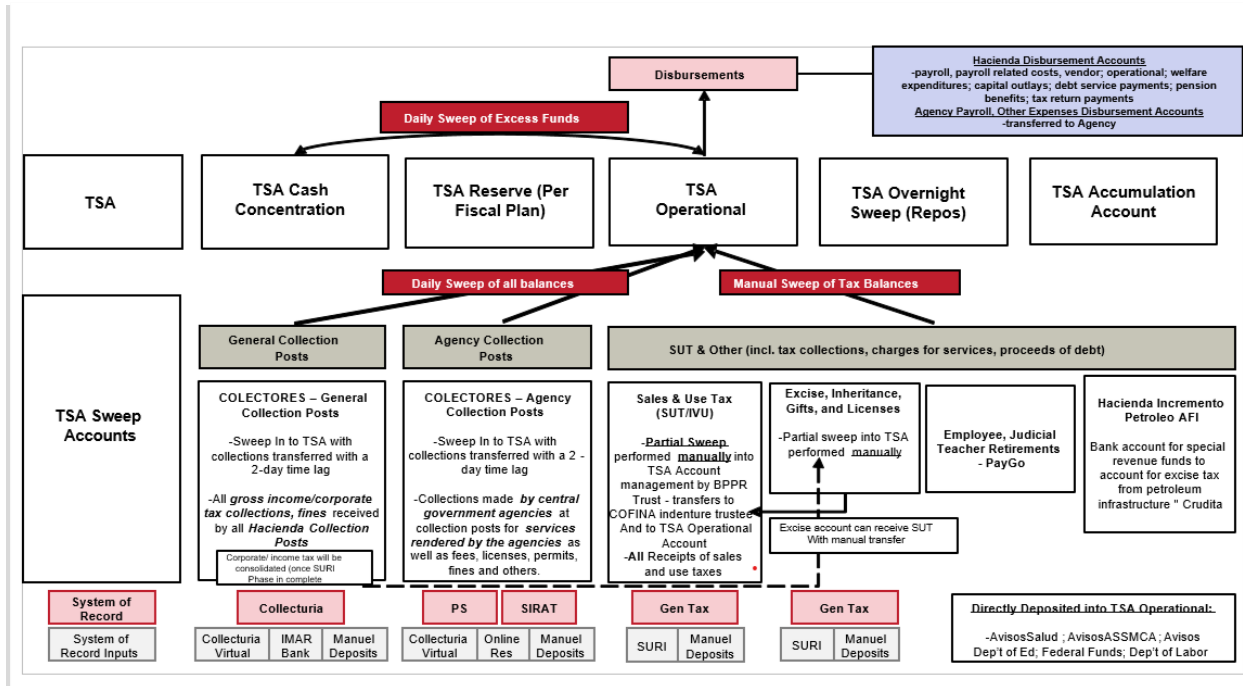 Disbursements
Hacienda Disbursement Accounts
-payroll, payroll related costs, vendor; operational; welfare
expenditures; capital outlays; debt service payments; pension
benefits; tax return payments
Agency Payroll, Other Expenses Disbursement Accounts
-transferred to Agency
Daily Sweep of Excess Funds
TSA
TSA Cash
Concentration
TSA Reserve (Per
Fiscal Plan)
TSA
Operational
TSA Overnight
Sweep (Repos)
TSA Accumulation
Account
Daily Sweep of all balances
Manual Sweep of Tax Balances
TSA Sweep
Accounts
General Collection
Posts
Agency Collection
Posts
SUT & Other (incl. tax collections, charges for services, proceeds of debt)
COLECTORES – General
Collection Posts
-Sweep In to TSA with
collections transferred with a
2-day time lag
-All gross income/corporate
tax collections, fines received
by all Hacienda Collection
Posts
Corporate/ income tax will be
consolidated (once SURI
Phase in complete
COLECTORES – Agency
Collection Posts
-Sweep In to TSA with
collections transferred with a 2 -
day time lag
-Collections made by central
government agencies at
collection posts for services
rendered by the agencies as
well as fees, licenses, permits,
fines and others.
Sales & Use Tax
(SUT/IVU)
-Partial Sweep
performed manually into
TSA Account
management by BPPR
Trust - transfers to
COFINA indenture trustee
And to TSA Operational
Account
-All Receipts of sales
and use taxes
Excise, Inheritance,
Gifts, and Licenses
-Partial sweep into TSA
performed manually
Excise account can receive SUT
With manual transfer
Employee, Judicial
Teacher Retirements
- PayGo
Hacienda Incremento
Petroleo AFI
Bank account for special
revenue funds to
account for excise tax
from petroleum
infrastructure " Crudita
System of
Record
Collecturia
PS
SIRAT
Gen Tax
Gen Tax
System of
Record Inputs
Collecturia
Virtual
IMAR
Bank
Manuel
Deposits
Collecturia
Virtual
Online
Res
Manuel
Deposits
SURI
Manuel
Deposits
SURI
Manuel
Deposits
Directly Deposited into TSA Operational:
-AvisosSalud ; AvisosASSMCA ; Avisos
Dep't of Ed; Federal Funds; Dep't of Labor